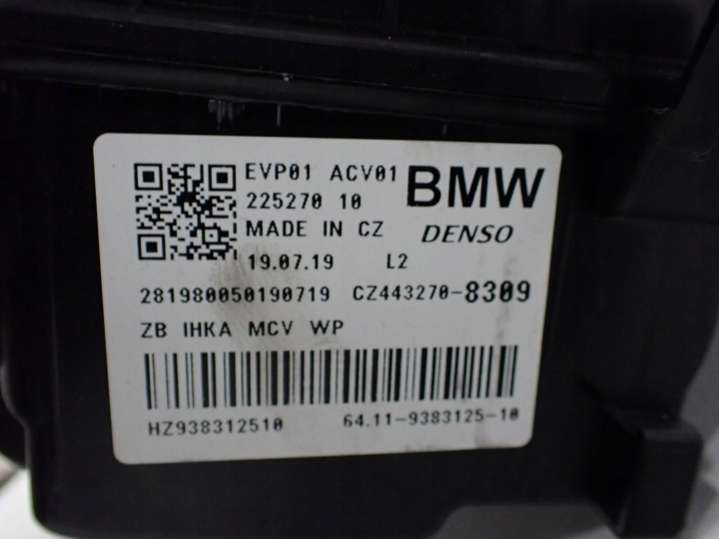 EVP01 ACV01
BMW
225270 10
MADE IN CZ
DENSO
19.07.19 L2
281980050190719 CZ443270-8309
ZB IHKA MCV WP
HZ938312510 64.11-9383125-10